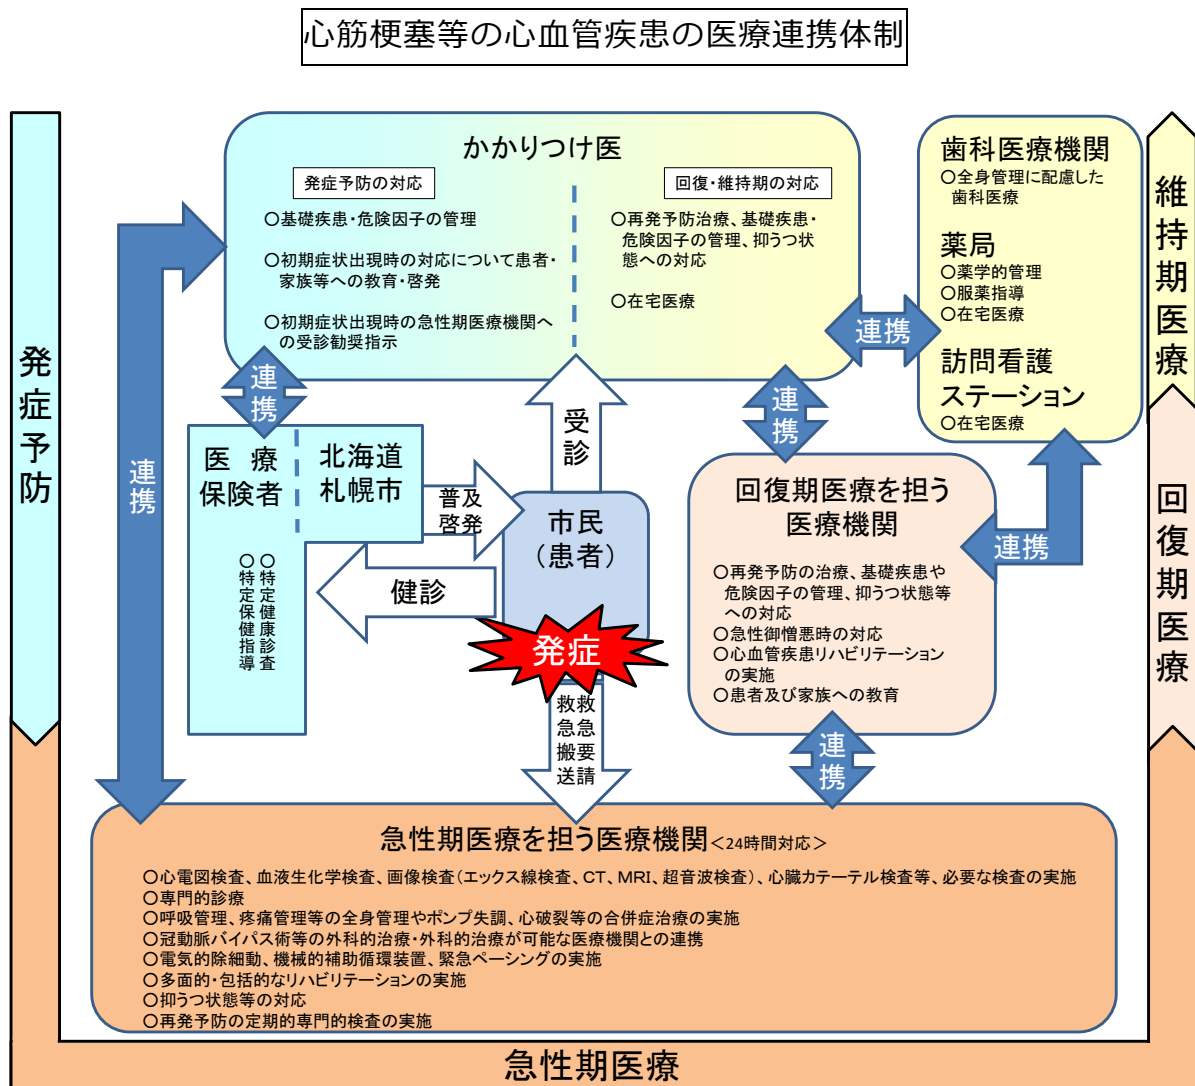 心筋梗塞等の心血管疾患の医療連携体制
かかりつけ医
発症予防の対応
〇基礎疾患・危険因子の管理
〇初期症状出現時の対応について患者・
家族等への教育・啓発
〇初期症状出現時の急性期医療機関へ
の受診勧奨指示
回復・維持期の対応
〇再発予防治療、基礎疾患・
危険因子の管理、抑うつ状
態への対応
〇在宅医療
歯科医療機関
〇全身管理に配慮した
歯科医療
薬局
〇薬学的管理
〇服薬指導
〇在宅医療
訪問看護
ステーション
〇在宅医療
発症予防
維持期医療
回復期医療
連携
連携
連携
連携
連携
連携
医療
保険者
北海道
札幌市
〇特定健康診査
〇特定保健指導
普及
啓発
健診
受診
市民
（患者）
発症
救急要請
救急搬送
回復期医療を担う
医療機関
〇再発予防の治療、基礎疾患や
危険因子の管理、抑うつ状態等
への対応
〇急性御憎悪時の対応
〇心血管疾患リハビリテーション
の実施
〇患者及び家族への教育
急性期医療を担う医療機関＜24時間対応＞
〇心電図検査、血液生化学検査、画像検査（エックス線検査、CT、MRI、超音波検査）、心臓カテーテル検査等、必要な検査の実施
〇専門的診療
〇呼吸管理、疼痛管理等の全身管理やポンプ失調、心破裂等の合併症治療の実施
〇冠動脈バイパス術等の外科的治療・外科的治療が可能な医療機関との連携
〇電気的除細動、機械的補助循環装置、緊急ペーシングの実施
〇多面的・包括的なリハビリテーションの実施
〇抑うつ状態等の対応
〇再発予防の定期的専門的検査の実施
急性期医療